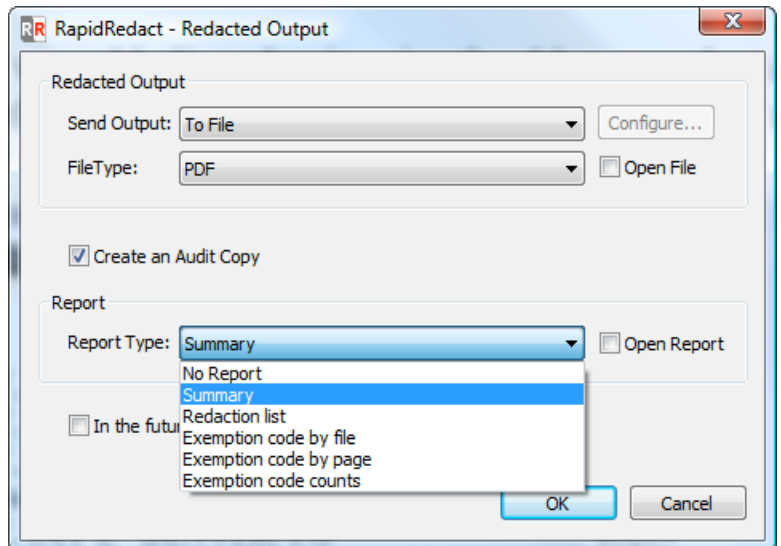 RR RapidRedact - Redacted Output
Redacted Output
Send Output: To File Configure...
FileType: PDF Open File
Create an Audit Copy
Report
Report Type: Summary Open Report
No Report
Summary
Redaction list
In the
Exemption code by file
Exemption code by page
Exemption code counts
OK Cancel